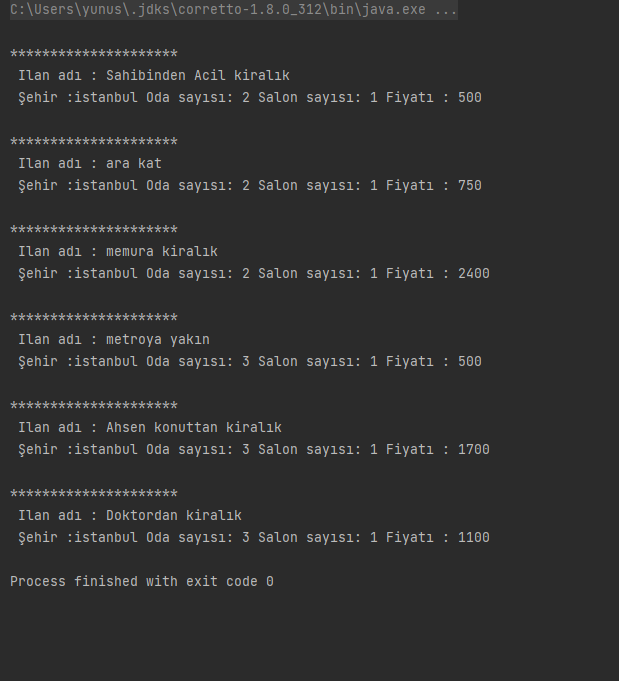 C:\Users\yunus\.jdks\corretto-1.8.0_312\bin\java.exe ...
*********************
Ilan adı : Sahibinden Acil kiralık
Şehir :istanbul Oda sayısı: 2 Salon sayısı: 1 Fiyatı : 500
*********************
Ilan adı : ara kat
Şehir :istanbul Oda sayısı: 2 Salon sayısı: 1 Fiyatı : 750
*********************
Ilan adı : memura kiralık
Şehir :istanbul Oda sayısı: 2 Salon sayısı: 1 Fiyatı : 2400
*********************
Ilan adı : metroya yakın
Şehir :istanbul Oda sayısı: 3 Salon sayısı: 1 Fiyatı : 500
*********************
Ilan adı : Ahsen konuttan kiralık
Şehir :istanbul Oda sayısı: 3 Salon sayısı: 1 Fiyatı : 1700
*********************
Ilan adı : Doktordan kiralık
Şehir :istanbul Oda sayısı: 3 Salon sayısı: 1 Fiyatı : 1100
Process finished with exit code 0